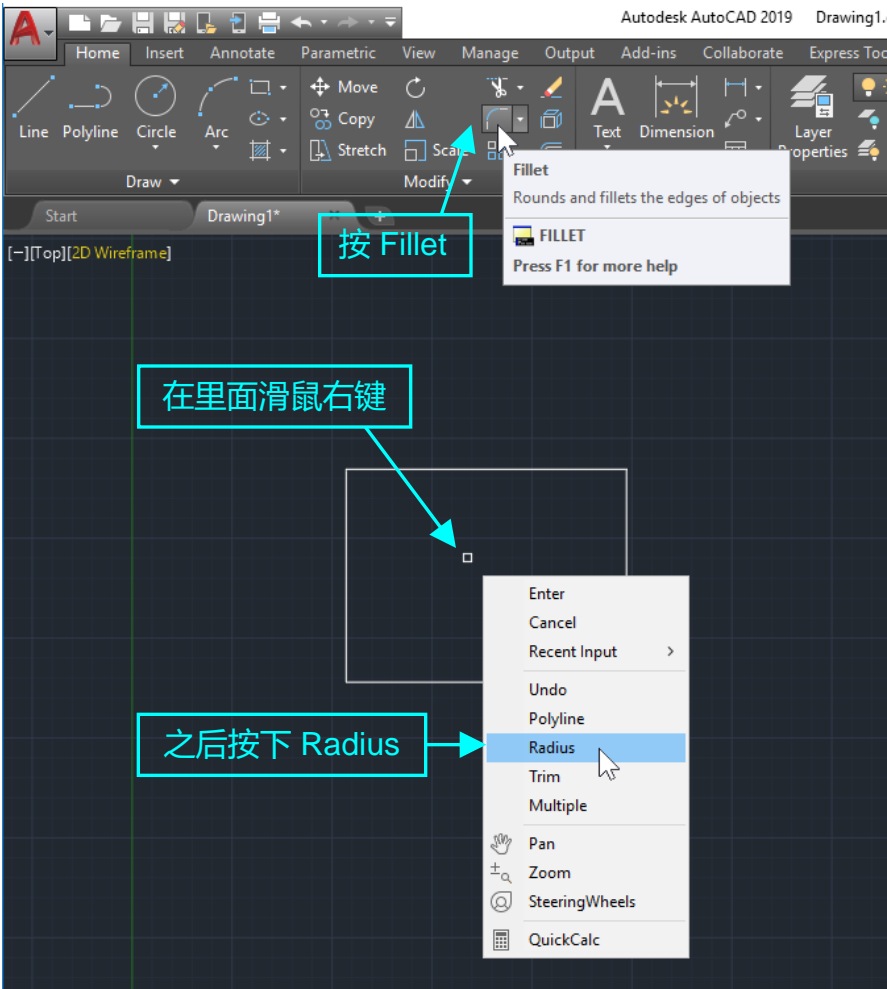 Autodesk AutoCAD 2019 Drawing1.
Home Insert Annotate Parametric View Manage Output Add-ins Collaborate Express Too
Move
Copy
Stretch
Line Polyline Circle Arc
Text Dimension
Layer
Properties
Draw
Modify
Fillet
Rounds and fillets the edges of objects
FILLET
Press F1 for more help
Start Drawing1*
按 Fillet
[−][Top][2D Wireframe]
在里面滑鼠右键
Enter
Cancel
Recent Input
Undo
Polyline
之后按下 Radius
Radius
Trim
Multiple
Pan
Zoom
SteeringWheels
QuickCalc